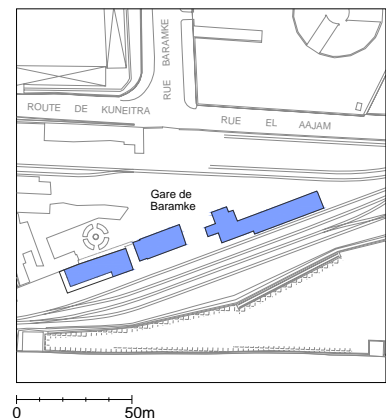 RUE BARAMKE
ROUTE DE KUNEITRA
RUE EL AAJAM
Gare de
Baramke
0 50m